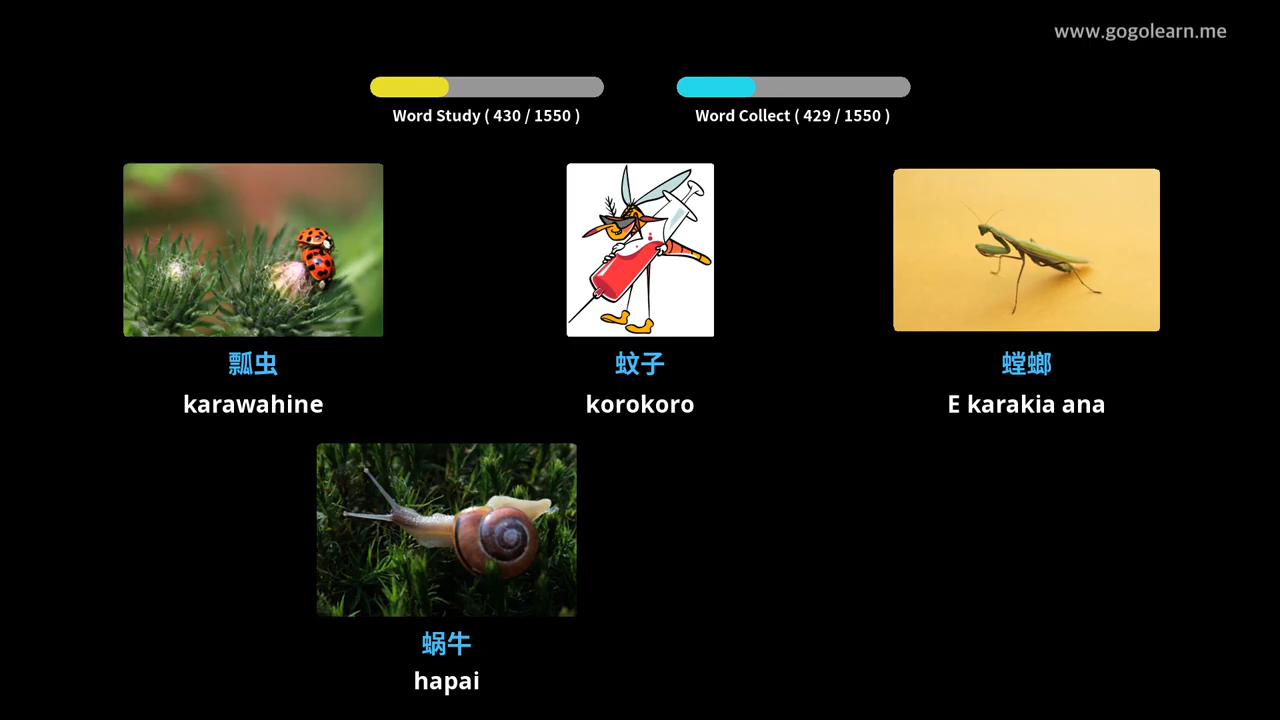 www.gogolearn.me
Word Study ( 430 / 1550 )
Word Collect ( 429 / 1550 )
瓢虫
karawahine
蚊子
korokoro
螳螂
E karakia ana
蜗牛
hapai